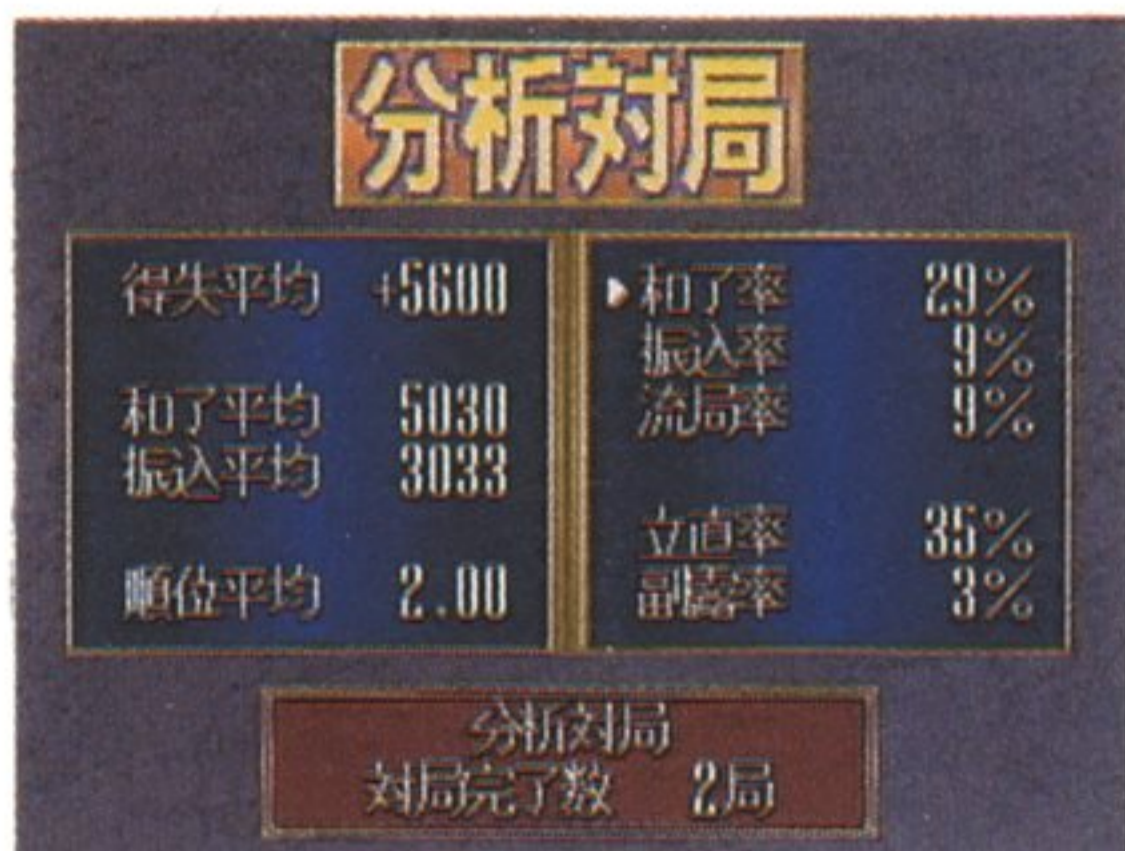 分析対局
得失平均 +5600
和了平均 5030
振込平均 3033
順位平均 2.00
和了率 29%
振込率 9%
流局率 9%
立直率 35%
副露率 3%
分析対局
対局完了数 2局